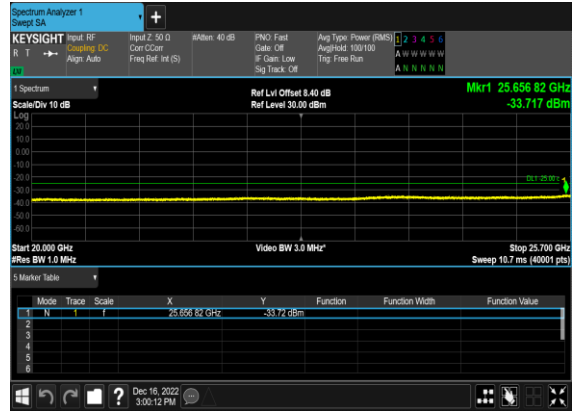 Spectrum Analyzer 1
Swept SA
+
KEYSIGHT Input: RF Input Z: 50 Ω #Atten: 40 dB PNO: Fast Avg Type: Power (RMS) 1 2 3 4 5 6
R T Coupling: DC Corr CCorr Gate: Off Avg|Hold: 100/100 A W W W W W
Align: Auto Freq Ref: Int (S) IF Gain: Low Trig: Free Run
Sig Track: Off A N N N N N
1 Spectrum Ref Lvl Offset 8.40 dB Mkr1 25.656 82 GHz
Scale/Div 10 dB Ref Level 30.00 dBm -33.717 dBm
Log
20.0
10.0
0.00
-10.0
-20.0
DL1 -25.00
-30.0
1
-40.0
-50.0
-60.0
Start 20.000 GHz Video BW 3.0 MHz* Stop 25.700 GHz
#Res BW 1.0 MHz Sweep 10.7 ms (40001 pts)
5 Marker Table
Mode Trace Scale X Y Function Function Width Function Value
1 N 1 f 25.656 82 GHz -33.72 dBm
2
3
4
5
6
? Dec 16, 2022
3:00:12 PM